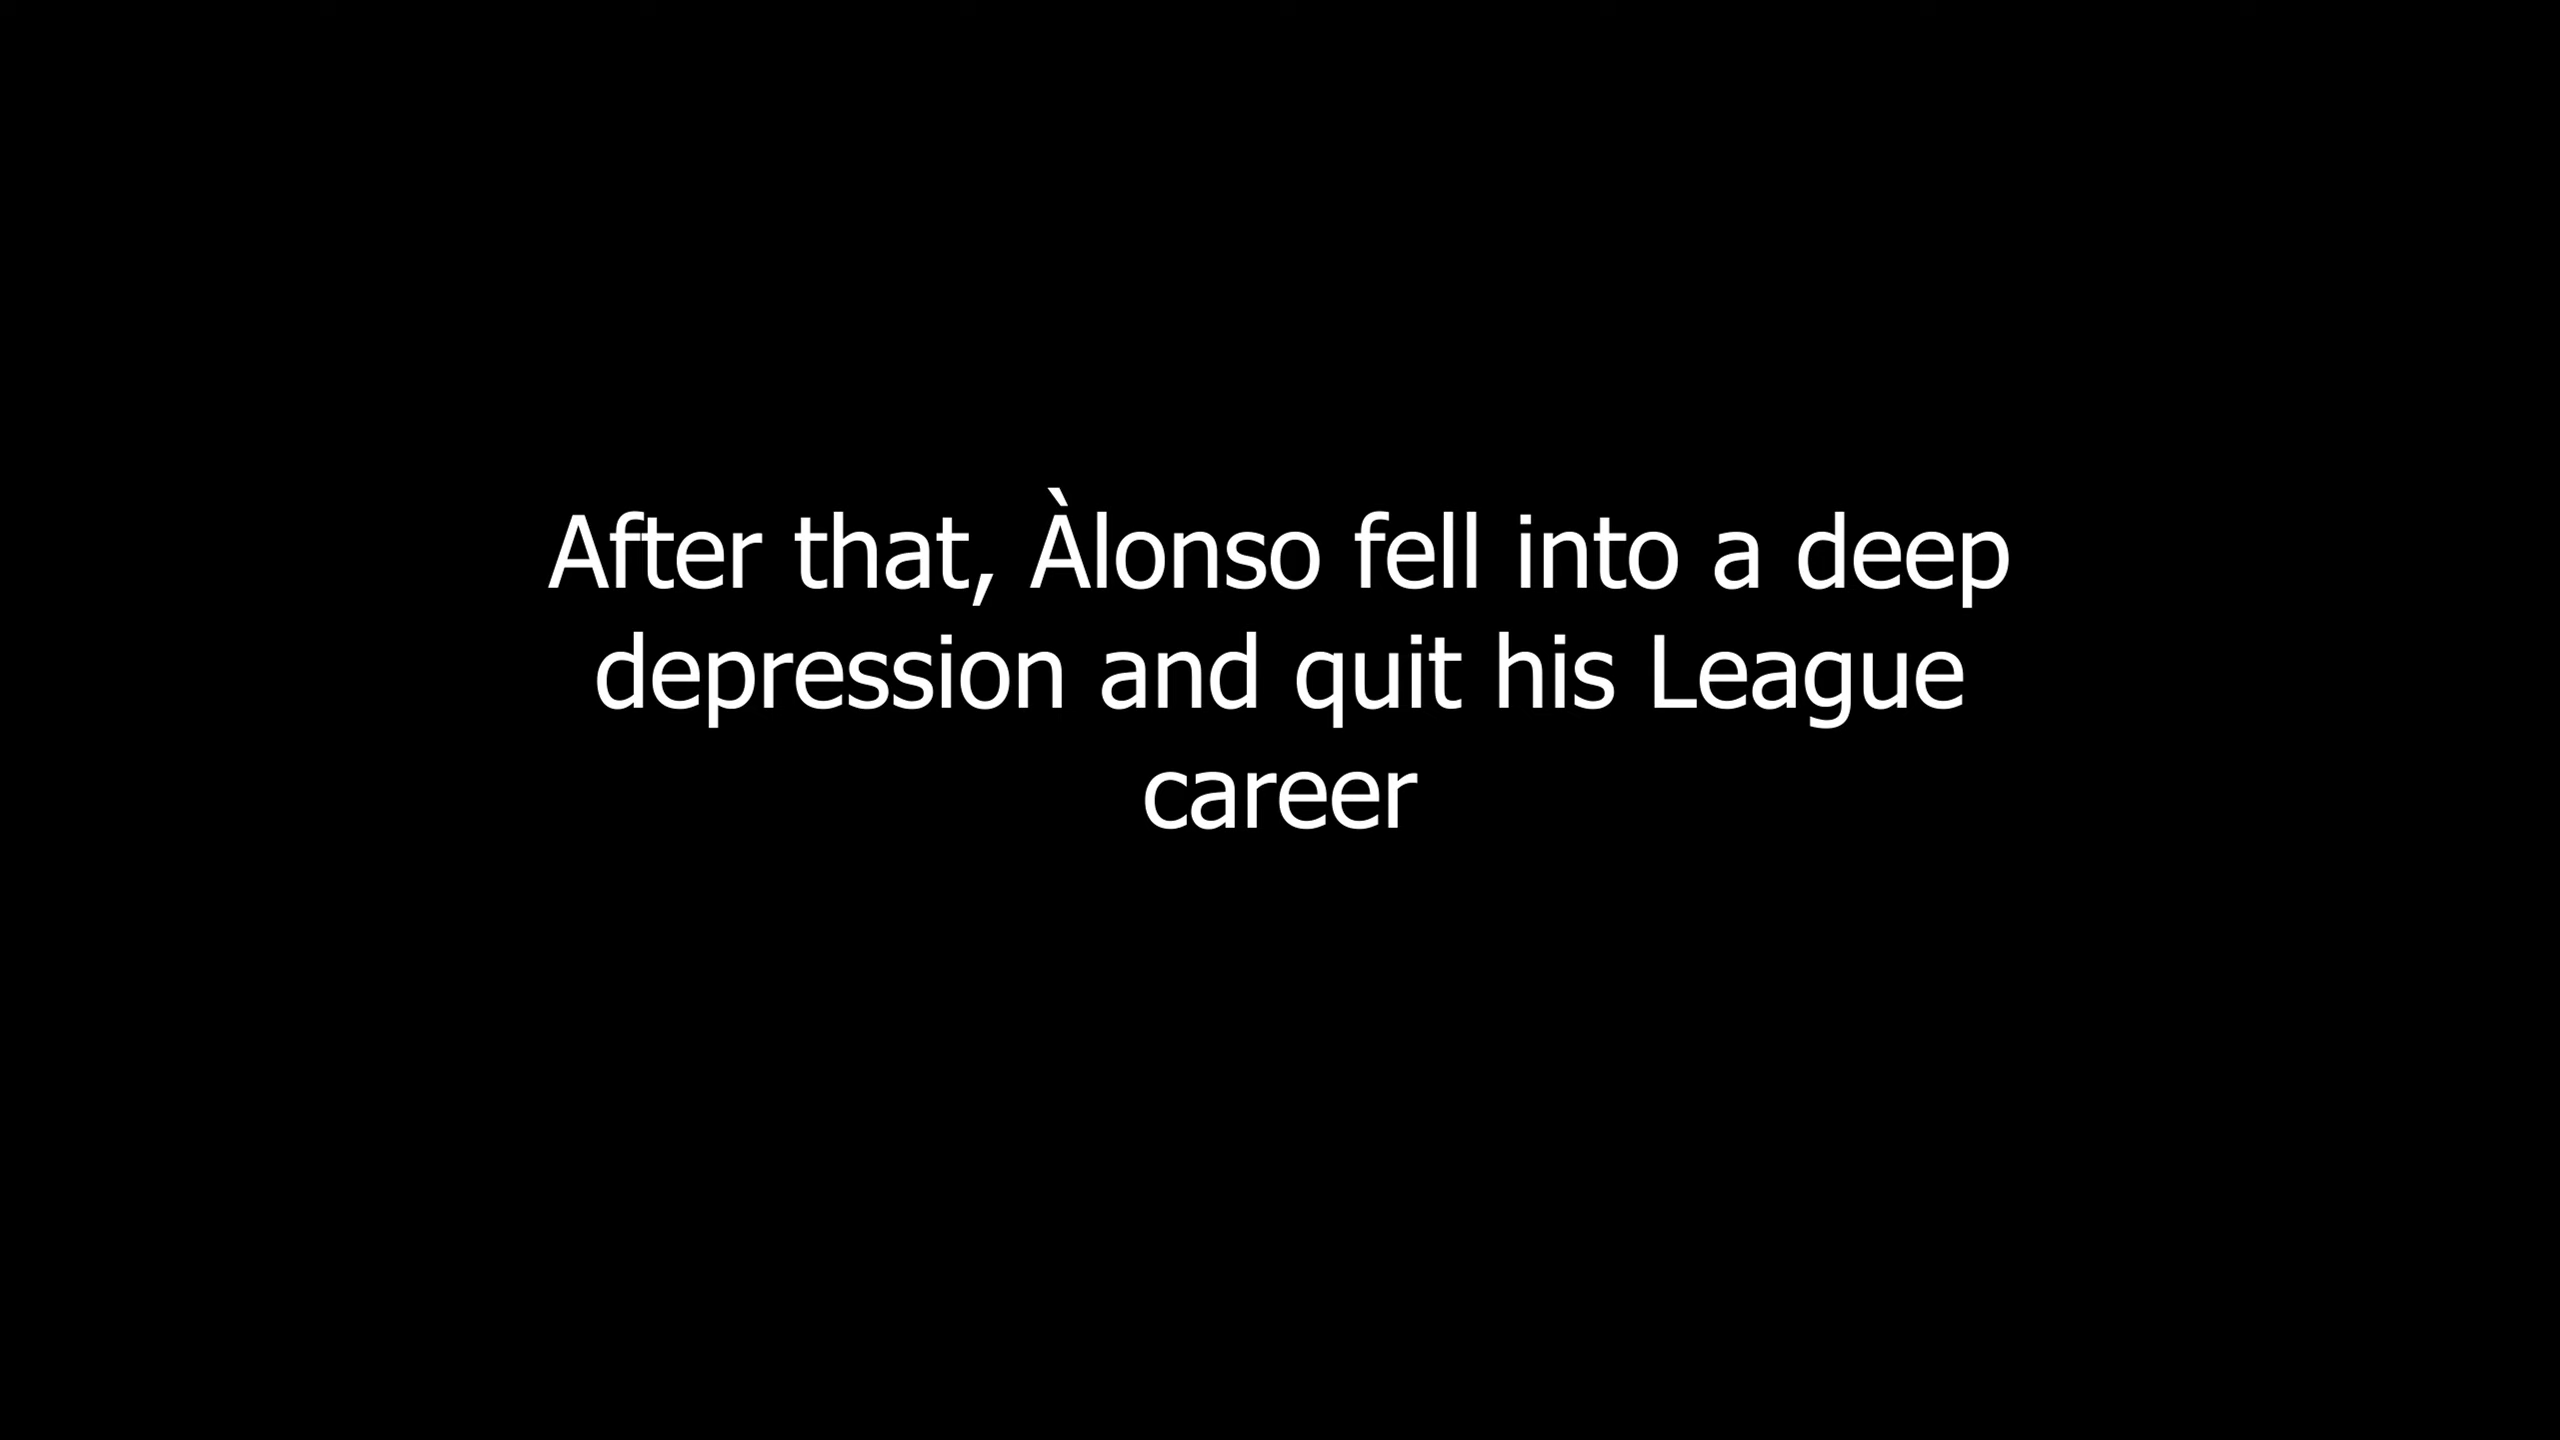 After that, Àlonso fell into a deep
depression and quit his League
career